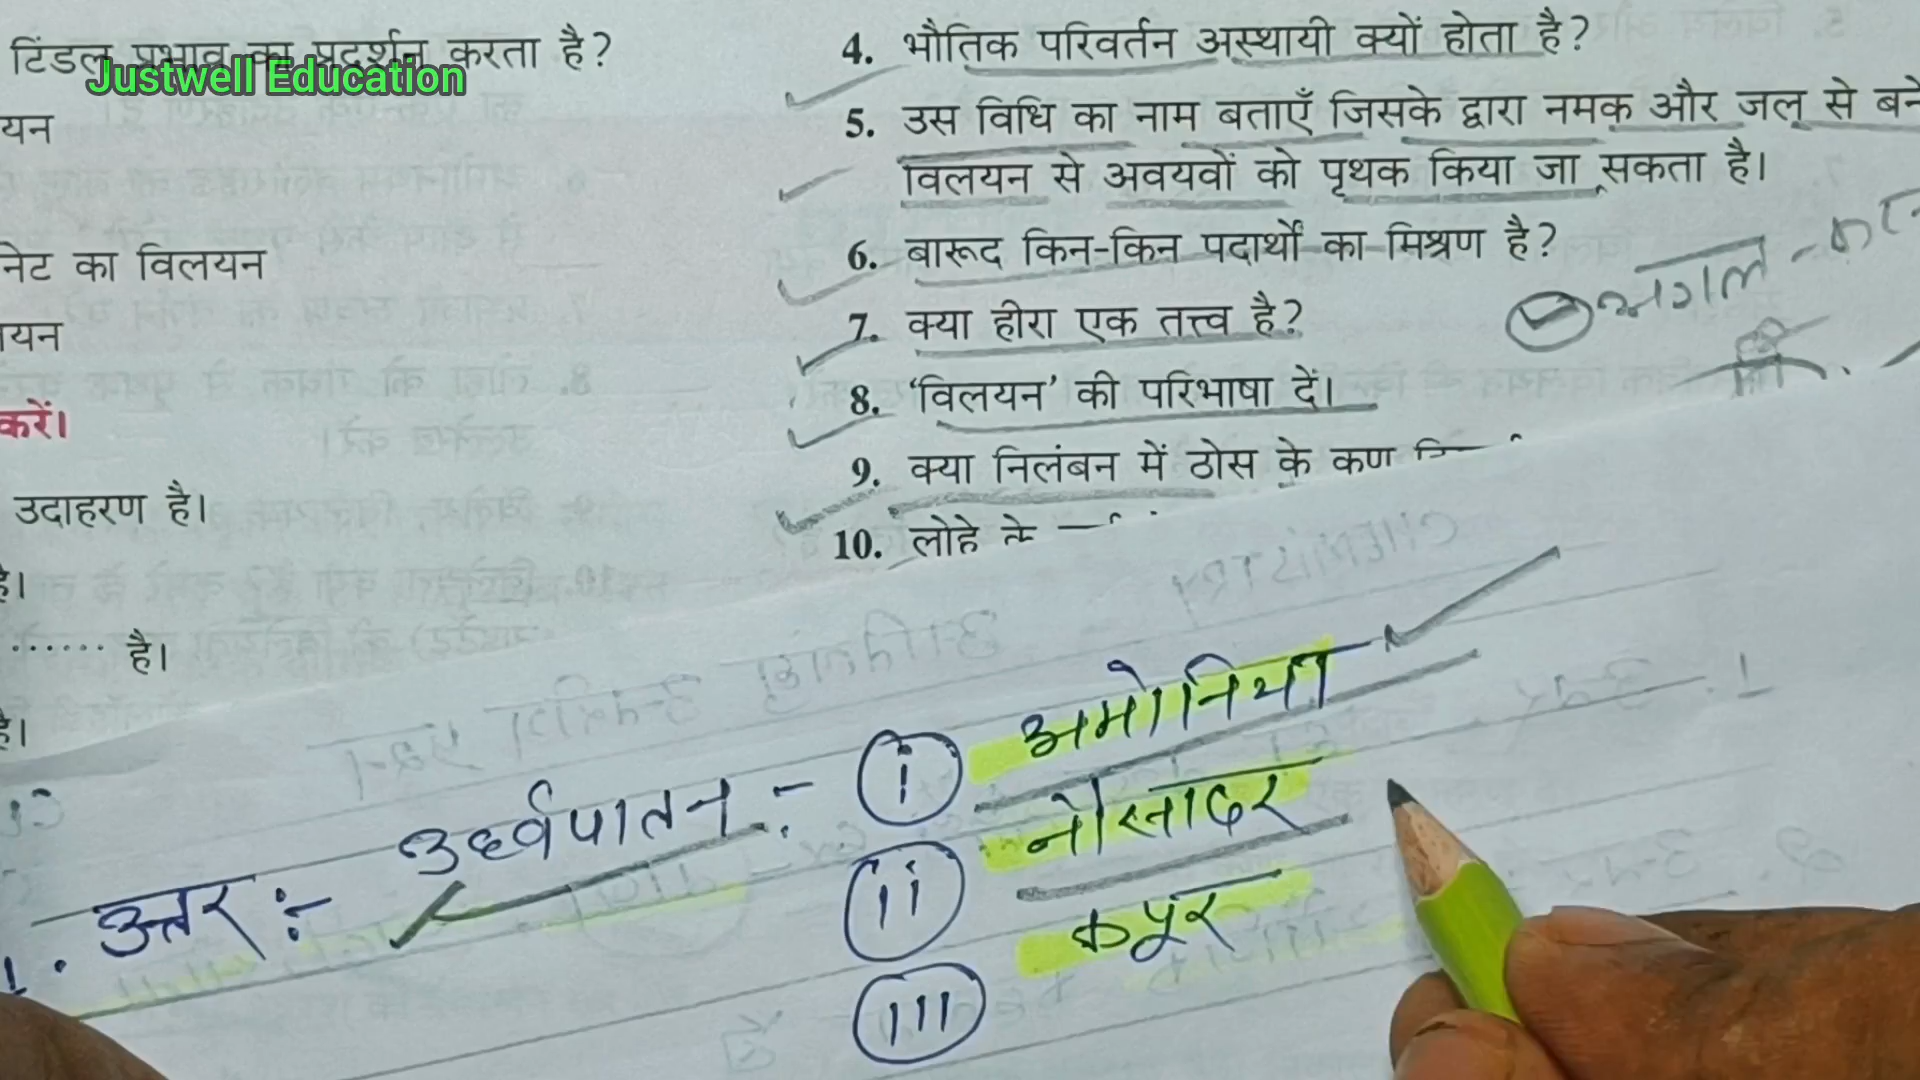 टिंडल प्रभाव का प्रदर्शन करता है?
Justwell Education
यन
नेट का विलयन
यन
करें।
उदाहरण है।
है।
...... है।
है।
4. भौतिक परिवर्तन अस्थायी क्यों होता है?
5. उस विधि का नाम बताएँ जिसके द्वारा नमक और जल से बने
विलयन से अवयवों को पृथक किया जा सकता है।
6. बारूद किन-किन पदार्थों का मिश्रण है?
7. क्या हीरा एक तत्त्व है?
8. 'विलयन' की परिभाषा दें।
9. क्या निलंबन में ठोस के कण
10. लोहे के
1. उत्तर :- उर्ध्वपातन :- (i) अमोनिया
(ii) नौसादर
(iii) कपूर